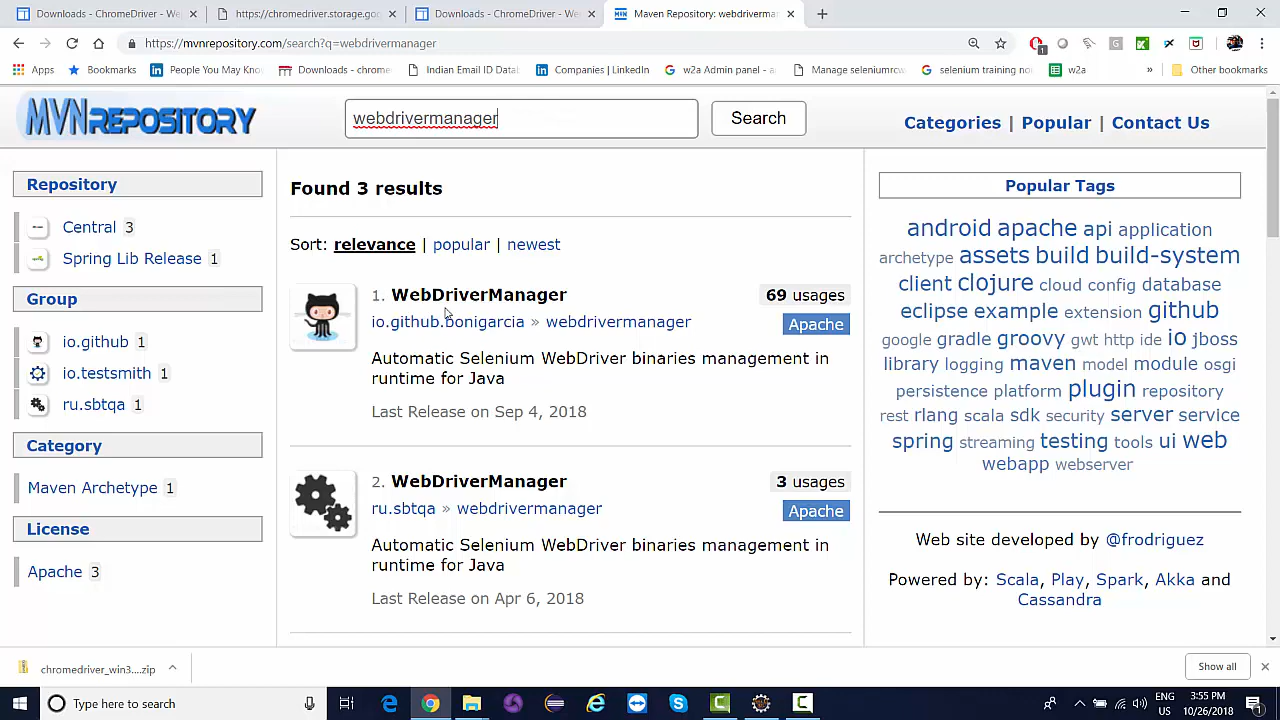 Downloads - ChromeDriver - We
https://chromedriver.storage.goo
Downloads - ChromeDriver - We
Maven Repository: webdriverma
https://mvnrepository.com/search?q=webdrivermanager
1
Apps
Bookmarks
People You May Know
Downloads - chrome
Indian Email ID Datab
Companies | LinkedIn
w2a Admin panel - a
Manage seleniumrcw
selenium training no
w2a
»
Other bookmarks
MVNREPOSITORY
webdrivermanager
Search
Categories | Popular | Contact Us
Repository
Central 3
Spring Lib Release 1
Group
io.github 1
io.testsmith 1
ru.sbtqa 1
Category
Maven Archetype 1
License
Apache 3
Found 3 results
Sort: relevance | popular | newest
1. WebDriverManager
69 usages
io.github.bonigarcia » webdrivermanager
Apache
Automatic Selenium WebDriver binaries management in
runtime for Java
Last Release on Sep 4, 2018
2. WebDriverManager
3 usages
ru.sbtqa » webdrivermanager
Apache
Automatic Selenium WebDriver binaries management in
runtime for Java
Last Release on Apr 6, 2018
Popular Tags
android apache api application
archetype assets build build-system
client clojure cloud config database
eclipse example extension github
google gradle groovy gwt http ide io jboss
library logging maven model module osgi
persistence platform plugin repository
rest rlang scala sdk security server service
spring streaming testing tools ui web
webapp webserver
Web site developed by @frodriguez
Powered by: Scala, Play, Spark, Akka and
Cassandra
chromedriver_win3....zip
Show all
Type here to search
ENG
US
3:55 PM
10/26/2018
1